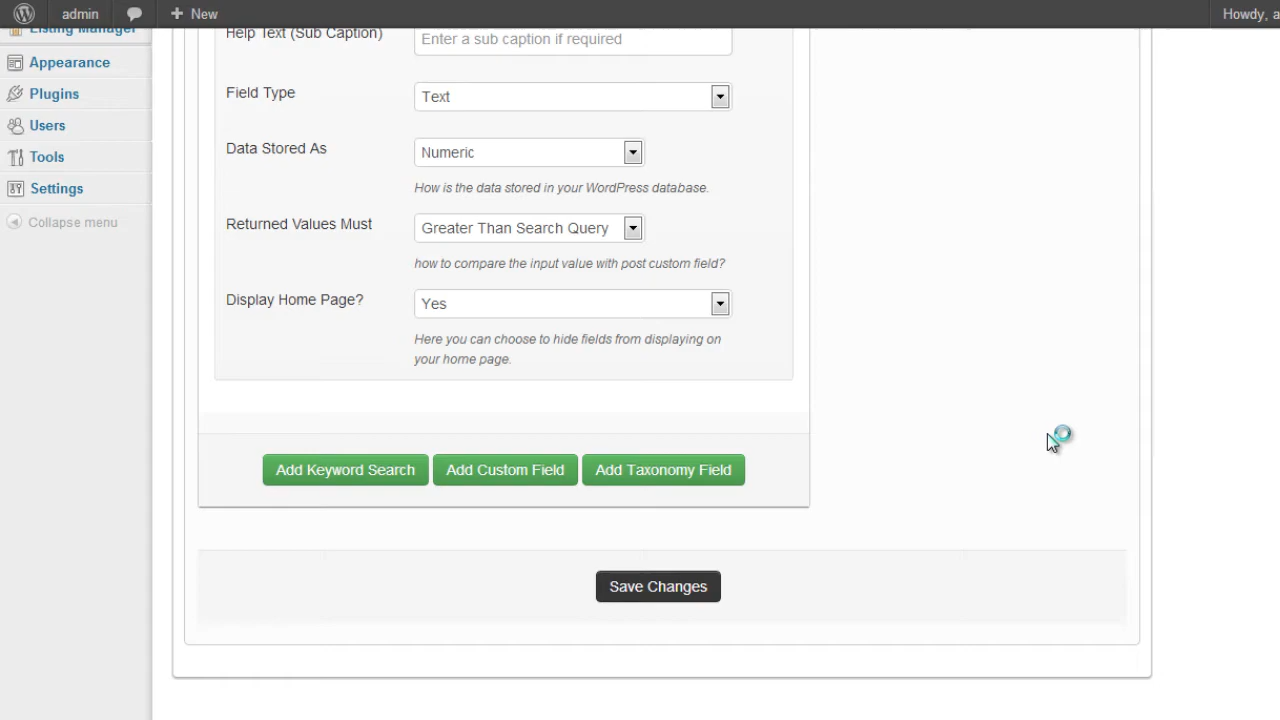 admin
New
Howdy, a
Listing Manager
Appearance
Plugins
Users
Tools
Settings
Collapse menu
Help Text (Sub Caption)
Enter a sub caption if required
Field Type
Text
Data Stored As
Numeric
How is the data stored in your WordPress database.
Returned Values Must
Greater Than Search Query
how to compare the input value with post custom field?
Display Home Page?
Yes
Here you can choose to hide fields from displaying on
your home page.
Add Keyword Search
Add Custom Field
Add Taxonomy Field
Save Changes